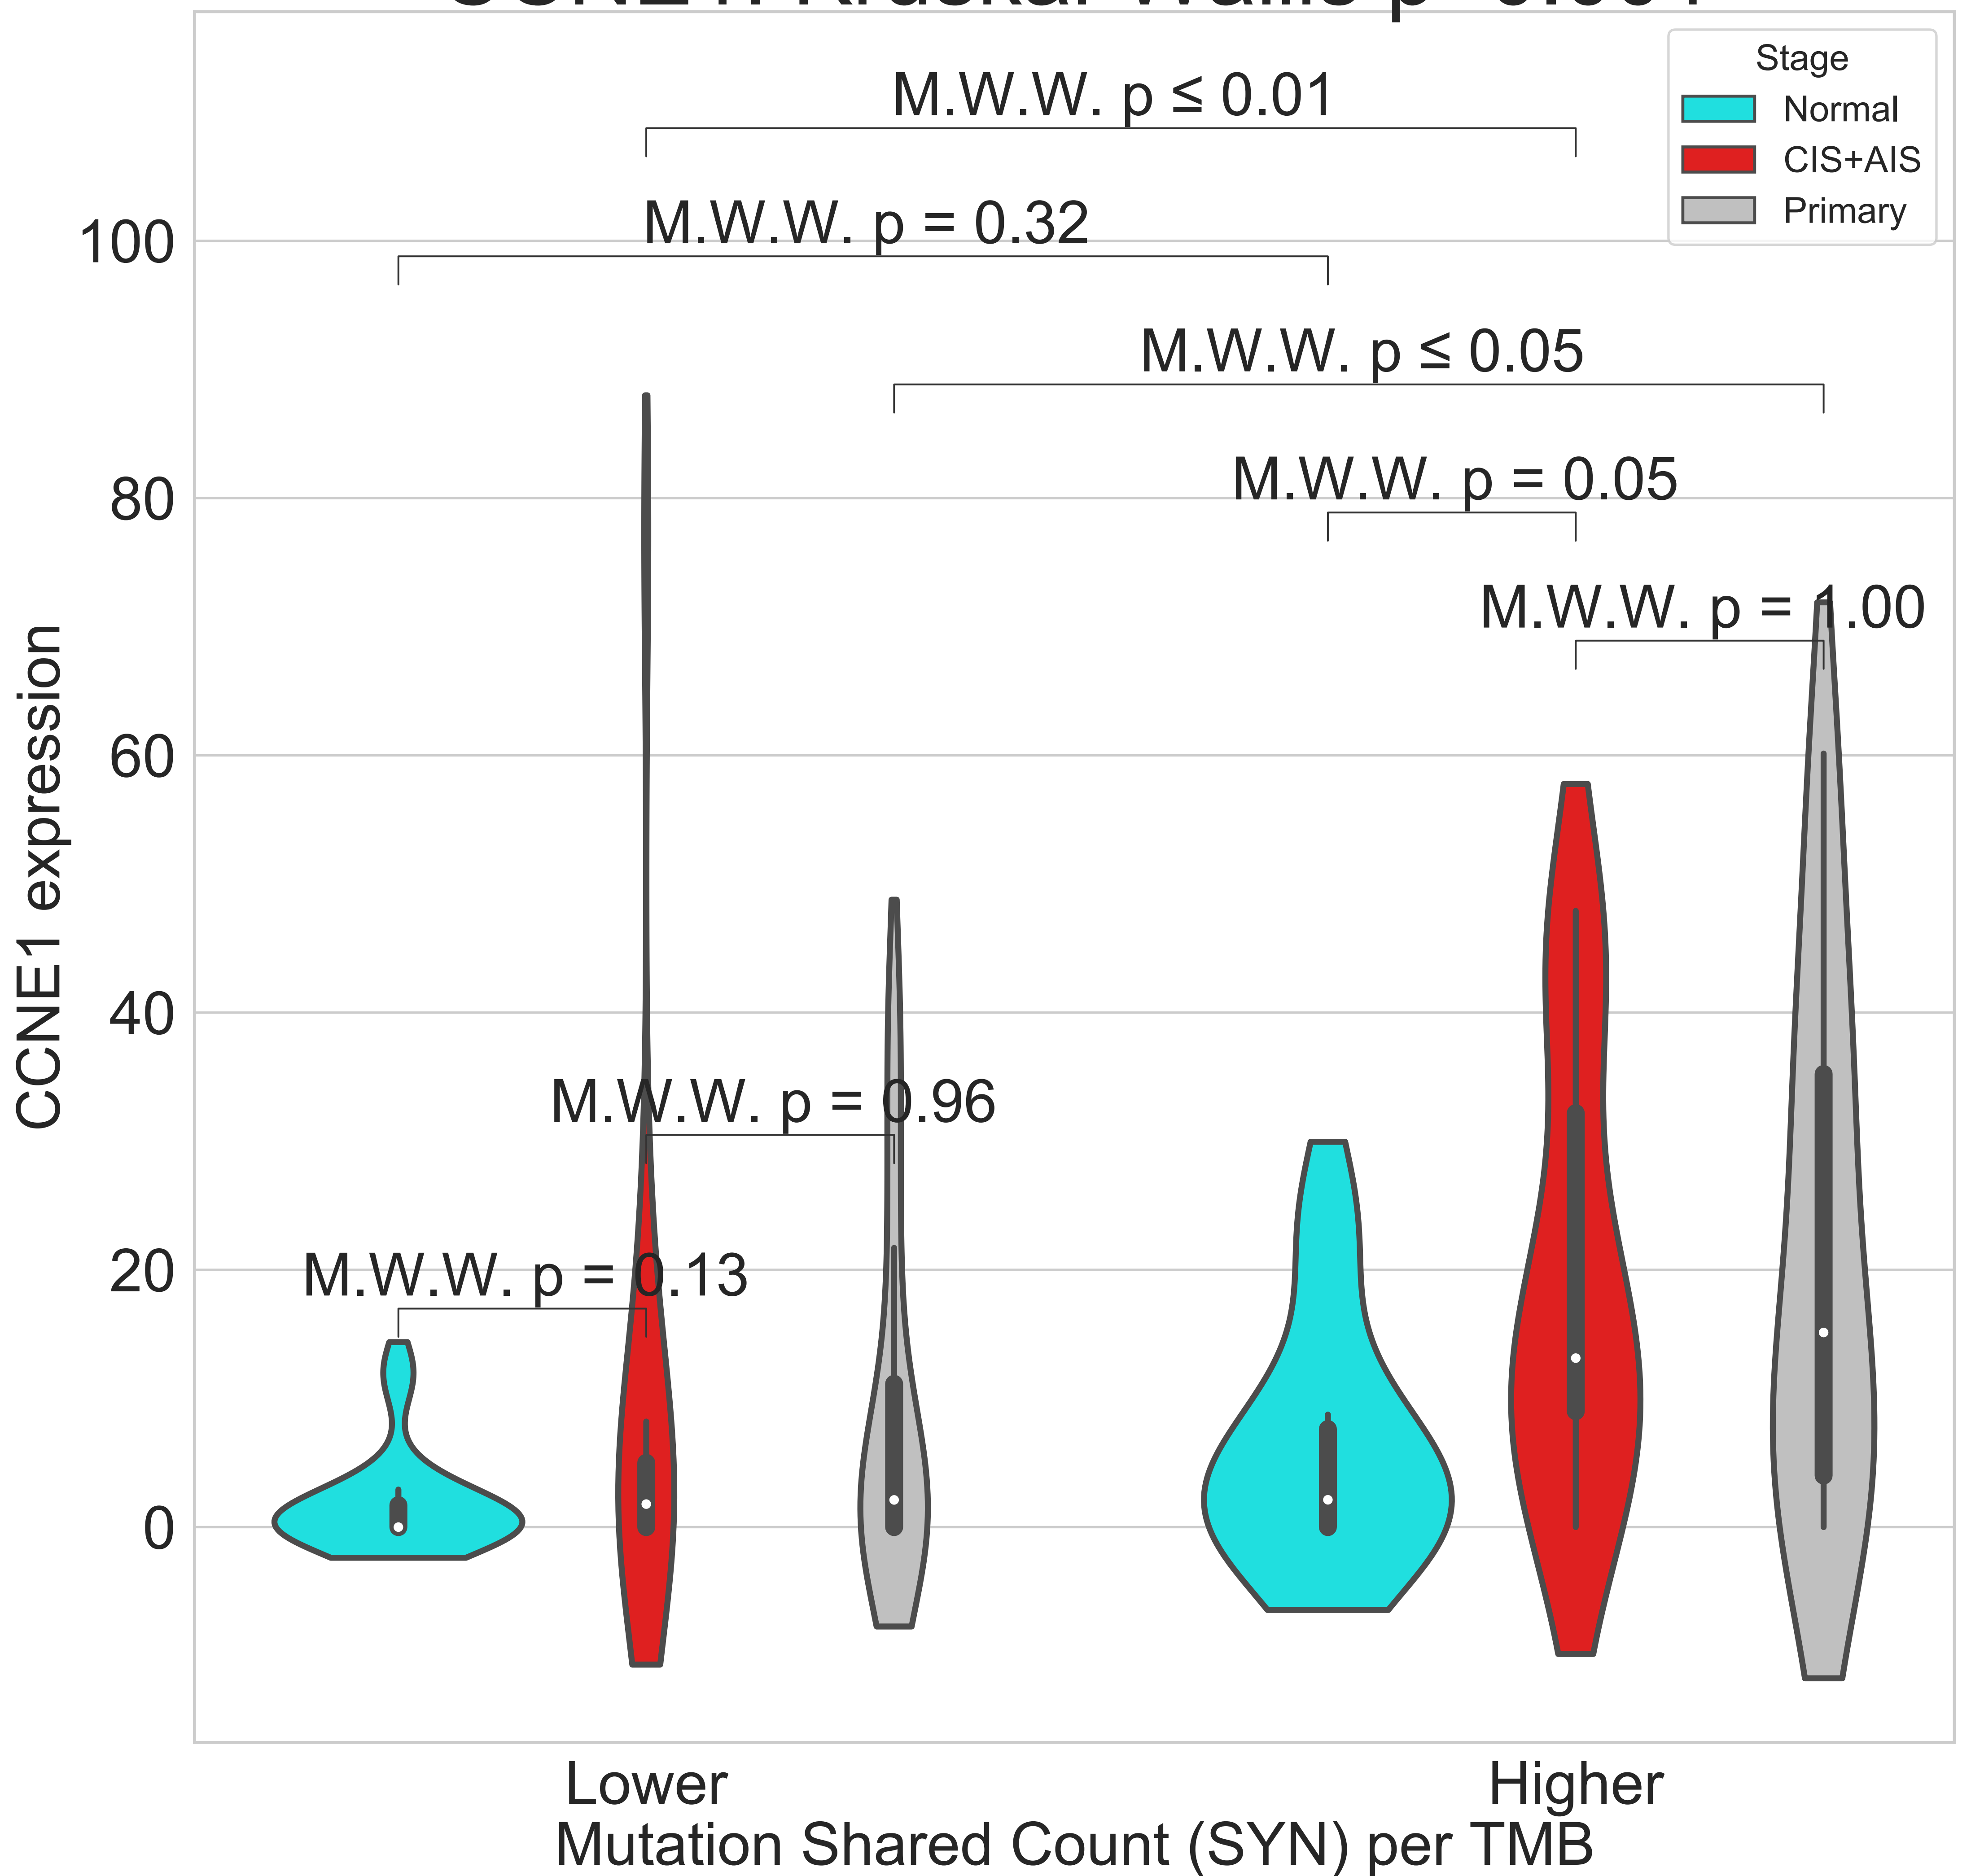 Stage
Normal
CIS+AIS
Primary
M.W.W. p ≤ 0.01
M.W.W. p = 0.32
M.W.W. p ≤ 0.05
M.W.W. p = 0.05
M.W.W. p = 1.00
M.W.W. p = 0.96
M.W.W. p = 0.13
100
80
60
40
20
0
CCNE1 expression
Lower
Higher
Mutation Shared Count (SYN) per TMB